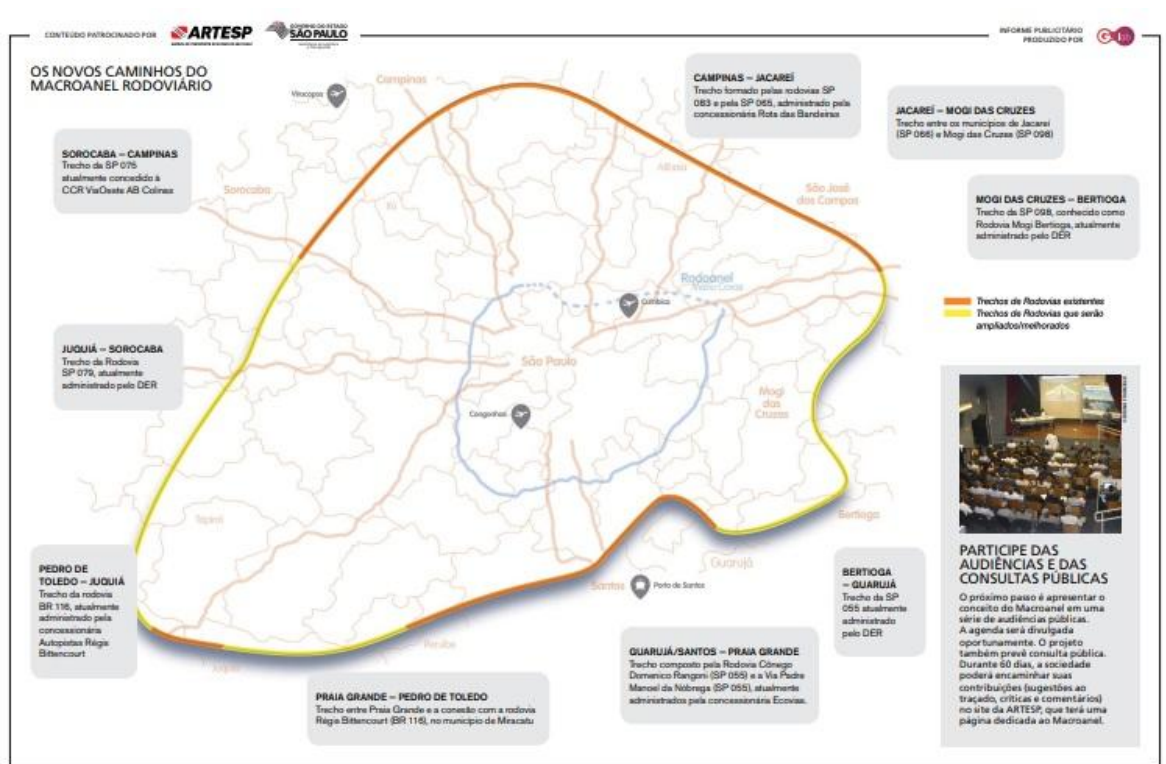 CONTEÚDO PATROCINADO POR
ARTESP
GOVERNO DO ESTADO
SÃO PAULO
INFORME PUBLICITÁRIO
PRODUZIDO POR
OS NOVOS CAMINHOS DO
MACROANEL RODOVIÁRIO
Viracopos
Campinas
CAMPINAS – JACAREÍ
Trecho formado pelas rodovias SP
083 e pela SP 065, administrado pela
concessionária Rota das Bandeiras
JACAREÍ – MOGI DAS CRUZES
Trecho entre os municípios de Jacareí
(SP 066) e Mogi das Cruzes (SP 098)
SOROCABA – CAMPINAS
Trecho da SP 075
atualmente concedido à
CCR ViaOeste AB Colinas
Sorocaba
Itu
Atibaia
São José
dos Campos
MOGI DAS CRUZES – BERTIOGA
Trecho da SP 098, conhecido como
Rodovia Mogi Bertioga, atualmente
administrado pelo DER
Rodoanel
Mario Covas
Cumbica
Trechos de Rodovias existentes
Trechos de Rodovias que serão
ampliados/melhorados
JUQUIÁ – SOROCABA
Trecho da Rodovia
SP 079, atualmente
administrado pelo DER
São Paulo
Congonhas
Mogi
das
Cruzes
Tapiraí
Bertioga
Guarujá
Santos
Porto de Santos
Peruíbe
Juquiá
PEDRO DE
TOLEDO – JUQUIÁ
Trecho da rodovia
BR 116, atualmente
administrado pela
concessionária
Autopistas Régis
Bittencourt
BERTIOGA
– GUARUJÁ
Trecho da SP
055 atualmente
administrado
pelo DER
GUARUJÁ/SANTOS – PRAIA GRANDE
Trecho composto pela Rodovia Cônego
Domenico Rangoni (SP 055) e a Via Padre
Manoel da Nóbrega (SP 055), atualmente
administrados pela concessionária Ecovias.
PRAIA GRANDE – PEDRO DE TOLEDO
Trecho entre Praia Grande e a conexão com a rodovia
Régis Bittencourt (BR 116), no município de Miracatu
PARTICIPE DAS
AUDIÊNCIAS E DAS
CONSULTAS PÚBLICAS
O próximo passo é apresentar o
conceito do Macroanel em uma
série de audiências públicas.
A agenda será divulgada
oportunamente. O projeto
também prevê consulta pública.
Durante 60 dias, a sociedade
poderá encaminhar suas
contribuições (sugestões ao
traçado, críticas e comentários)
no site da ARTESP, que terá uma
página dedicada ao Macroanel.